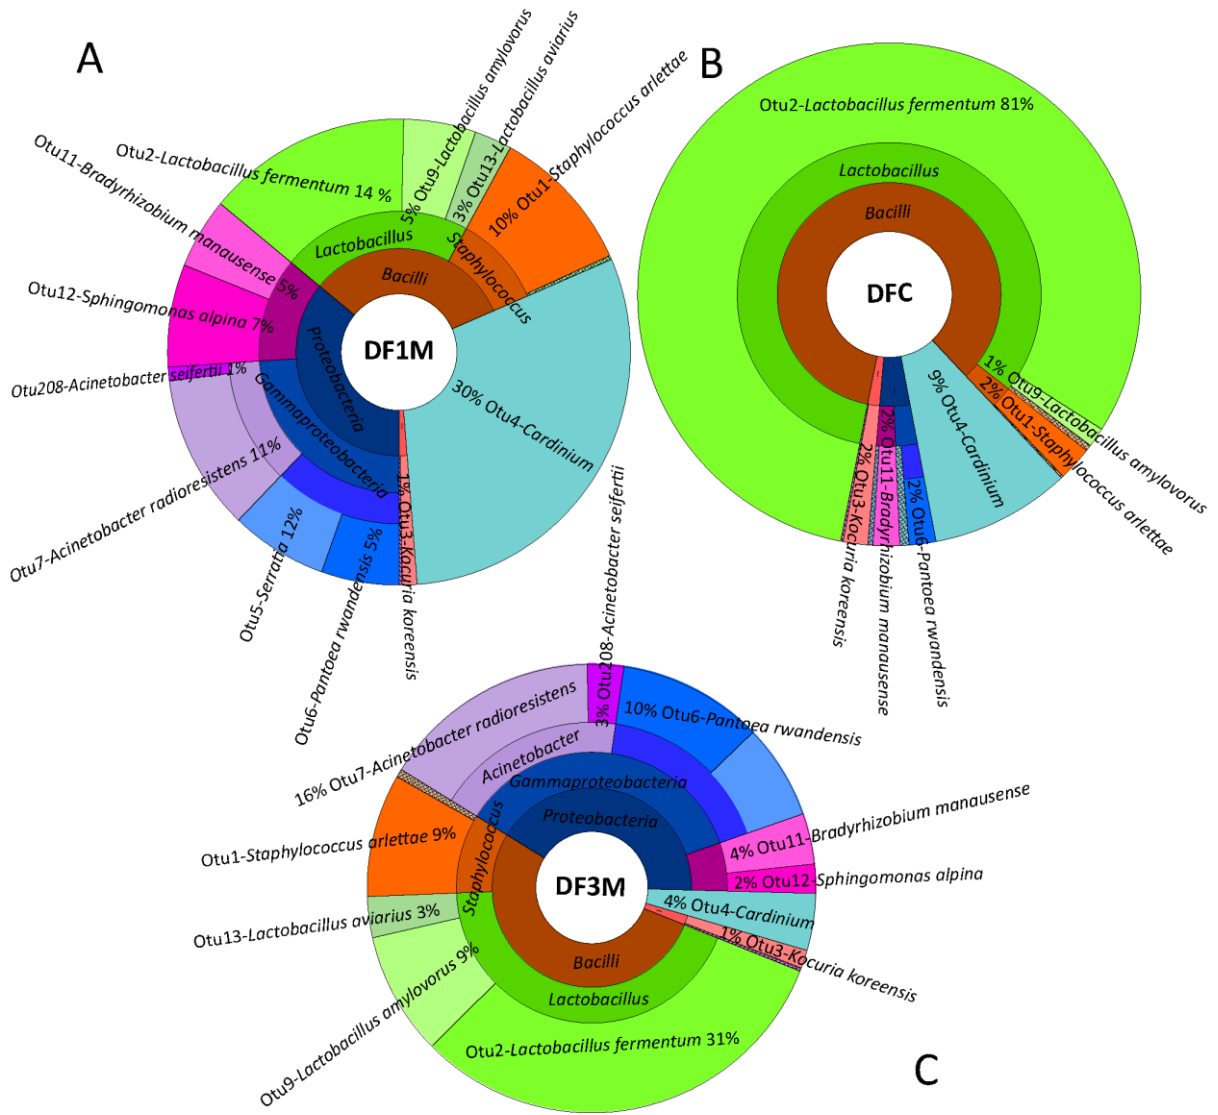 A
Otu9-Lactobacillus amylovorus 5%
3% Otu13-Lactobacillus aviarius
10% Otu1-Staphylococcus arlettae
Otu2-Lactobacillus fermentum 14 %
Otu11-Bradyrhizobium manausense 5%
Otu12-Sphingomonas alpina 7%
Otu208-Acinetobacter seifertii 1%
Otu7-Acinetobacter radioresistens 11%
Otu5-Serratia 12%
Otu6-Pantoea rwandensis 5%
1% Otu3-Kocuria koreensis
30% Otu4-Cardinium
Lactobacillus
Staphylococcus
Bacilli
Proteobacteria
Gammaproteobacteria
DF1M
B
Otu2-Lactobacillus fermentum 81%
Lactobacillus
Bacilli
DFC
1% Otu9-Lactobacillus amylovorus
2% Otu1-Staphylococcus arlettae
9% Otu4-Cardinium
2% Otu6-Pantoea rwandensis
2% Otu11-Bradyrhizobium manausense
2% Otu3-Kocuria koreensis
3% Otu208-Acinetobacter seifertii
10% Otu6-Pantoea rwandensis
16% Otu7-Acinetobacter radioresistens
Acinetobacter
Gammaproteobacteria
Proteobacteria
4% Otu11-Bradyrhizobium manausense
2% Otu12-Sphingomonas alpina
4% Otu4-Cardinium
1% Otu3-Kocuria koreensis
Otu1-Staphylococcus arlettae 9%
Staphylococcus
DF3M
Otu13-Lactobacillus aviarius 3%
Otu9-Lactobacillus amylovorus 9%
Bacilli
Lactobacillus
Otu2-Lactobacillus fermentum 31%
C